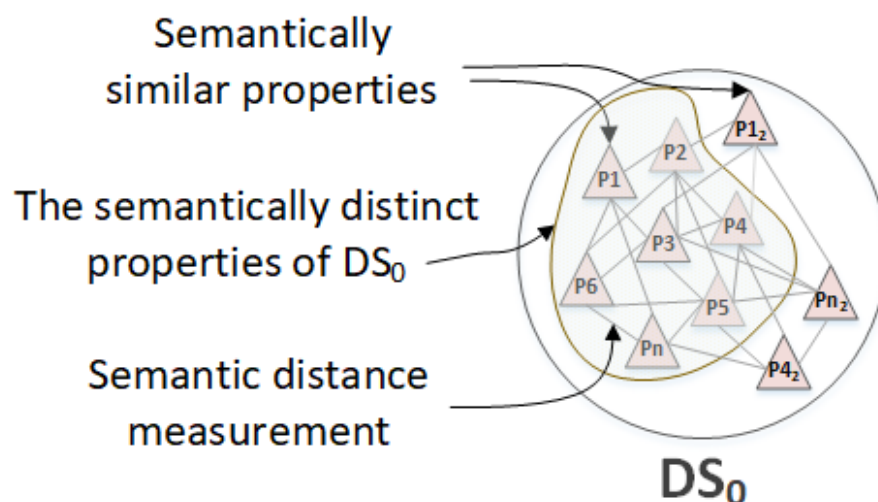 Semantically
similar properties
The semantically distinct
properties of DS₀
Semantic distance
measurement
P1₂
P2
P1
P4
P3
P6
Pn₂
P5
Pn
P4₂
DS₀